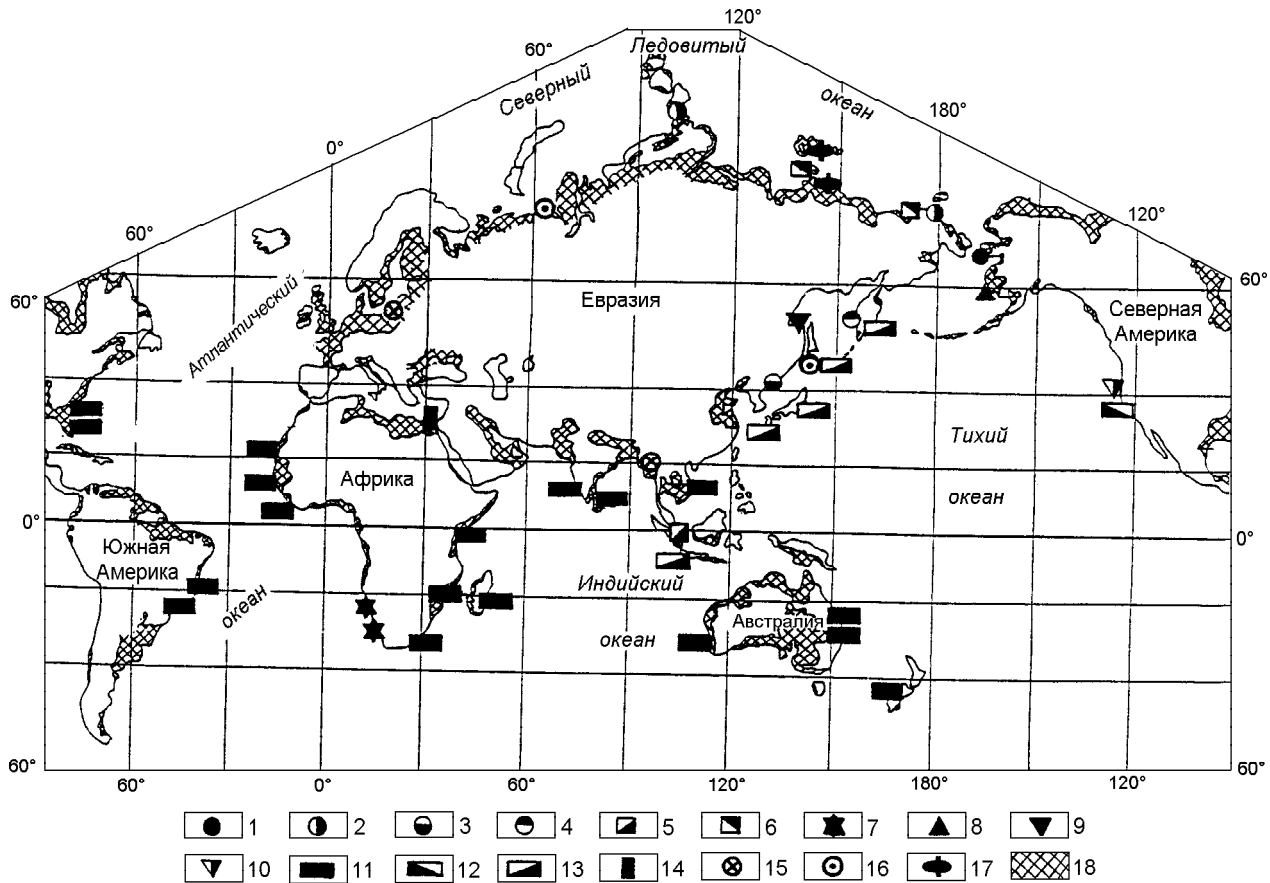 120°
Ледовитый
60°
Северный
океан
180°
0°
120°
60°
60°
60°
Евразия
Северная
Америка
Атлантический
Тихий
Африка
океан
0°
0°
Южная
Америка
Индийский
океан
Австралия
океан
60°
60°
60°
0°
60°
120°
180°
120°
1 2 3 4 5 6 7 8 9
10 11 12 13 14 15 16 17 18